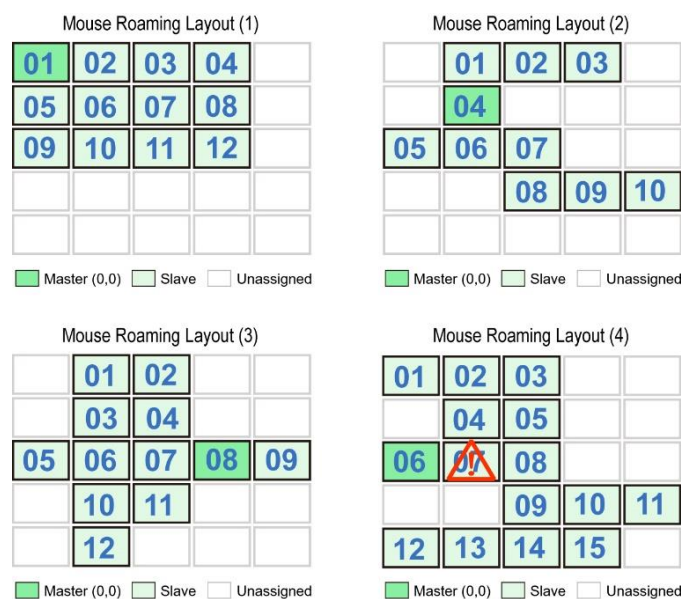 Mouse Roaming Layout (1)
01 02 03 04
05 06 07 08
09 10 11 12
Master (0,0) Slave Unassigned
Mouse Roaming Layout (2)
01 02 03
04
05 06 07
08 09 10
Master (0,0) Slave Unassigned
Mouse Roaming Layout (3)
01 02
03 04
05 06 07 08 09
10 11
12
Master (0,0) Slave Unassigned
Mouse Roaming Layout (4)
01 02 03
04 05
06 07 08
09 10 11
12 13 14 15
Master (0,0) Slave Unassigned